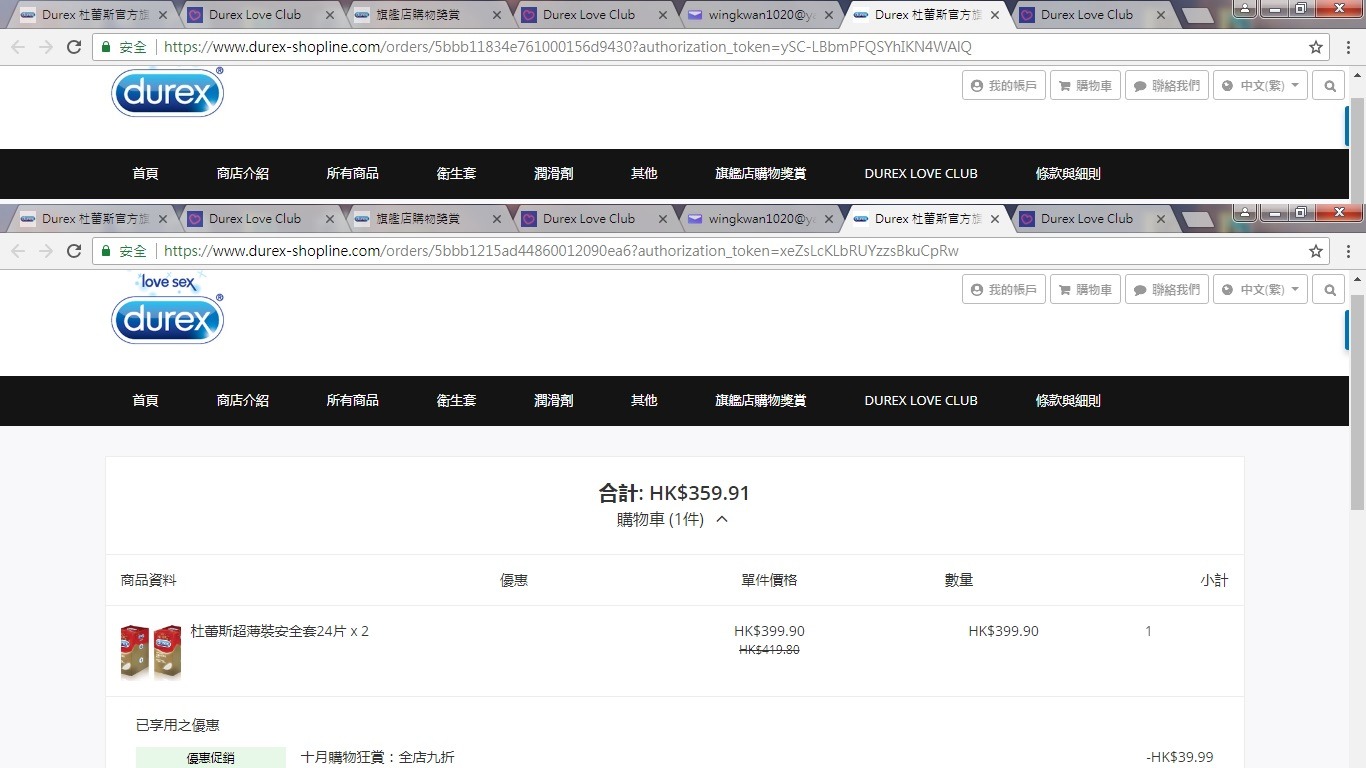 Durex 杜蕾斯官方旗 Durex Love Club 旗艦店購物獎賞 Durex Love Club wingkwan1020@ya Durex 杜蕾斯官方旗 Durex Love Club
安全 https://www.durex-shopline.com/orders/5bbb11834e761000156d9430?authorization_token=ySC-LBbmPFQSYhIKN4WAIQ
durex® 我的帳戶 購物車 聯絡我們 中文(繁)
首頁 商店介紹 所有商品 衛生套 潤滑劑 其他 旗艦店購物獎賞 DUREX LOVE CLUB 條款與細則
Durex 杜蕾斯官方旗 Durex Love Club 旗艦店購物獎賞 Durex Love Club wingkwan1020@ya Durex 杜蕾斯官方旗 Durex Love Club
安全 https://www.durex-shopline.com/orders/5bbb1215ad44860012090ea6?authorization_token=xeZsLcKLbRUYzzsBkuCpRw
love sex 我的帳戶 購物車 聯絡我們 中文(繁)
durex®
首頁 商店介紹 所有商品 衛生套 潤滑劑 其他 旗艦店購物獎賞 DUREX LOVE CLUB 條款與細則
合計: HK$359.91
購物車 (1件)
商品資料 優惠 單件價格 數量 小計
杜蕾斯超薄裝安全套24片 x 2 HK$399.90 HK$399.90 1
HK$419.80
已享用之優惠
優惠促銷 十月購物狂賞：全店九折 -HK$39.99